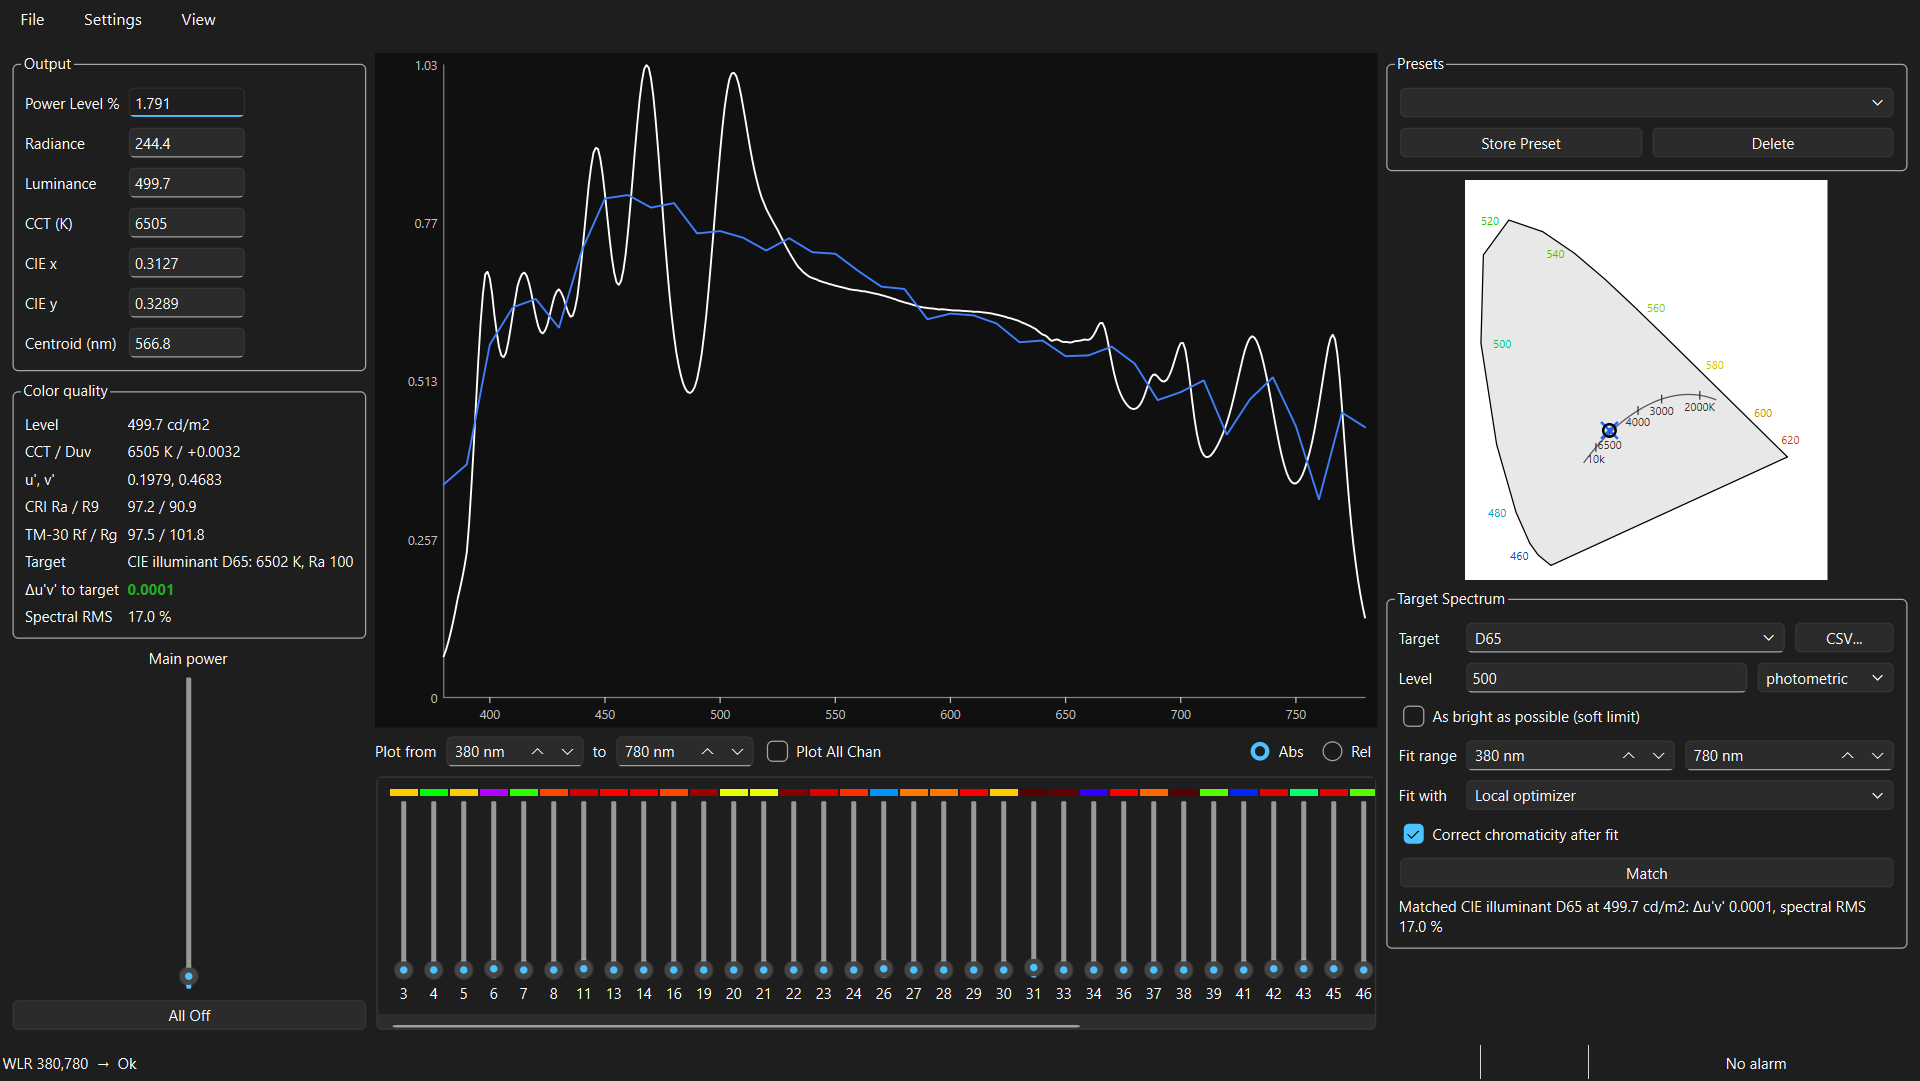 File Settings View
Output
Power Level % 1.791
Radiance 244.4
Luminance 499.7
CCT (K) 6505
CIE x 0.3127
CIE y 0.3289
Centroid (nm) 566.8
Color quality
Level 499.7 cd/m2
CCT / Duv 6505 K / +0.0032
u', v' 0.1979, 0.4683
CRI Ra / R9 97.2 / 90.9
TM-30 Rf / Rg 97.5 / 101.8
Target CIE illuminant D65: 6502 K, Ra 100
Δu'v' to target 0.0001
Spectral RMS 17.0 %
Main power
All Off
1.03
0.77
0.513
0.257
0
400 450 500 550 600 650 700 750
Plot from 380 nm to 780 nm Plot All Chan Abs Rel
3 4 5 6 7 8 11 13 14 16 19 20 21 22 23 24 26 27 28 29 30 31 33 34 36 37 38 39 41 42 43 45 46
Presets
Store Preset Delete
520
540
560
500
580
3000 2000K
600
4000
620
6500
10k
480
460
Target Spectrum
Target D65 CSV...
Level 500 photometric
As bright as possible (soft limit)
Fit range 380 nm 780 nm
Fit with Local optimizer
Correct chromaticity after fit
Match
Matched CIE illuminant D65 at 499.7 cd/m2: Δu'v' 0.0001, spectral RMS
17.0 %
WLR 380,780 → Ok No alarm